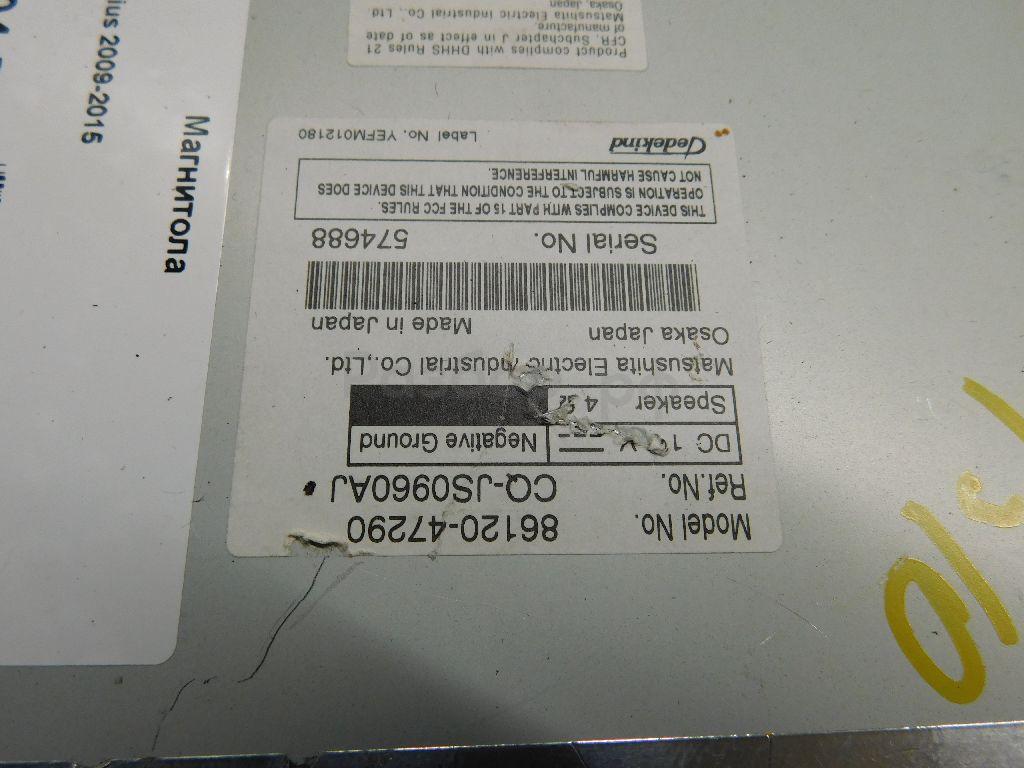 Model No. 86120-47290
Ref.No. CQ-JS0960AJ
DC 1 V Negative Ground
Speaker 4 Ω
Matsushita Electric Industrial Co.,Ltd.
Osaka Japan Made in Japan
Serial No. 574688
THIS DEVICE COMPLIES WITH PART 15 OF THE FCC RULES.
OPERATION IS SUBJECT TO THE CONDITION THAT THIS DEVICE DOES
NOT CAUSE HARMFUL INTERFERENCE.
Dedekind Label No. YEFM012180
Product complies with DHHS Rules 21
CFR, Subchapter J in effect as of date
of manufacture.
Matsushita Electric Industrial Co., Ltd
Osaka, Japan
Магнитола
ius 2009-2015